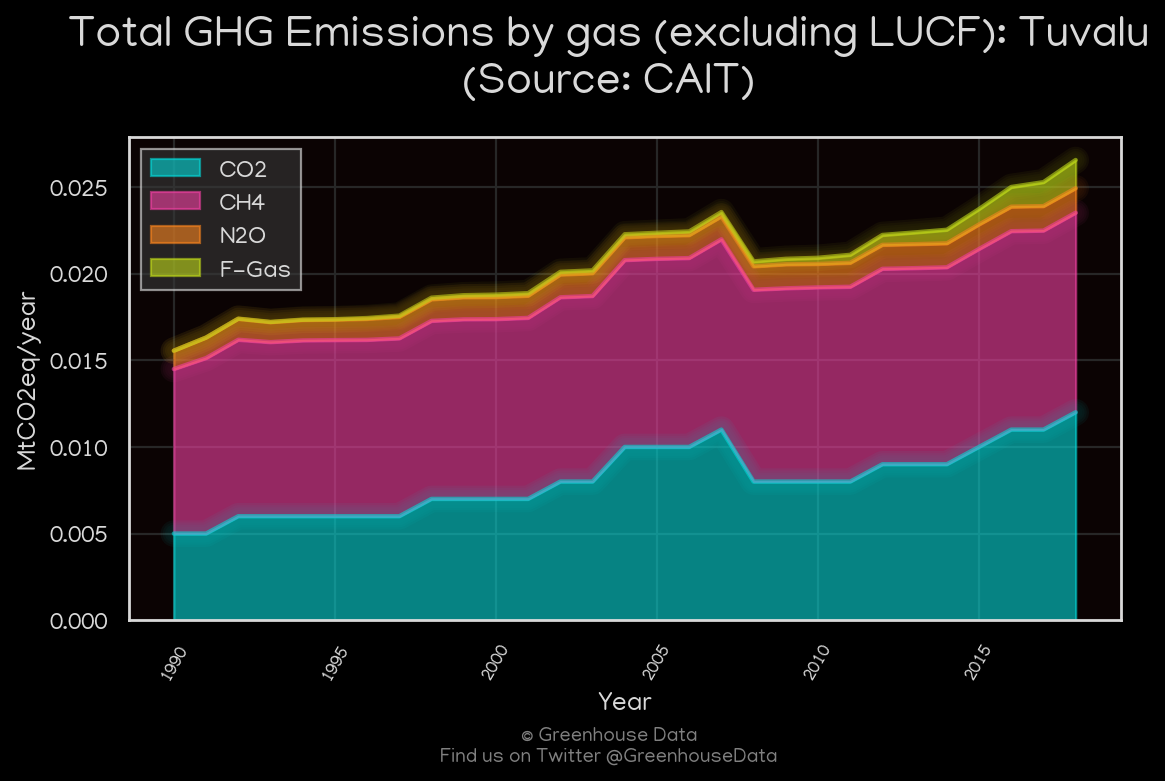 Total GHG Emissions by gas (excluding LUCF): Tuvalu
(Source: CAIT)
CO2
CH4
N2O
F-Gas
MtCO2eq/year
0.025
0.020
0.015
0.010
0.005
0.000
1990
1995
2000
2005
2010
2015
Year
© Greenhouse Data
Find us on Twitter @GreenhouseData